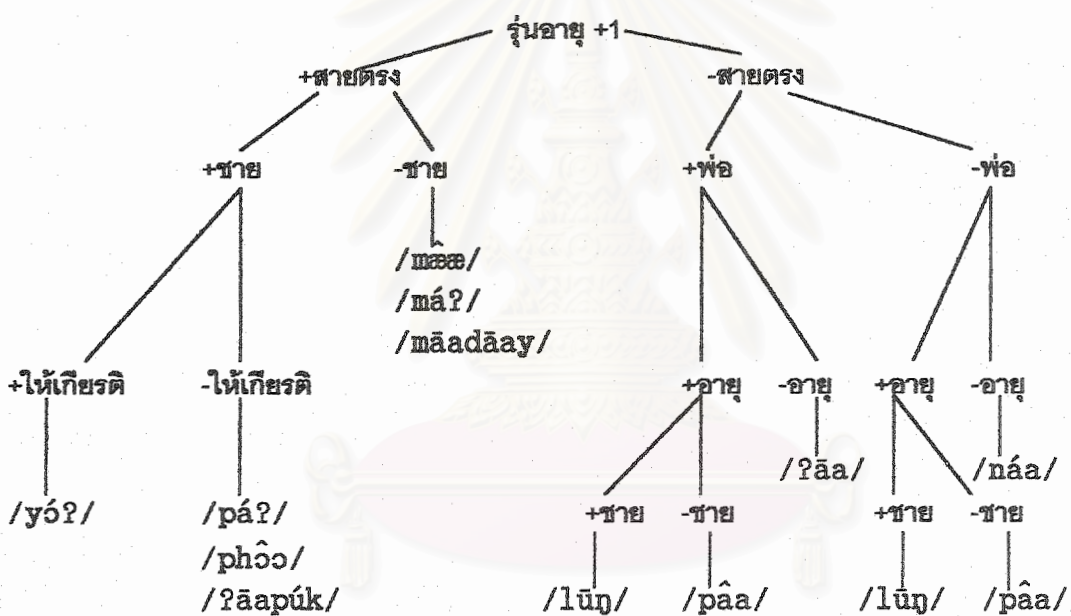 รุ่นอายุ +1
+สายตรง -สายตรง
+ชาย -ชาย +พ่อ -พ่อ
/mæ̂æ/
/máʔ/
/māadāay/
+ให้เกียรติ -ให้เกียรติ +อายุ -อายุ +อายุ -อายุ
/ʔāa/ /náa/
/yɔ́ʔ/ /páʔ/ +ชาย -ชาย +ชาย -ชาย
/phɔ̂ɔ/
/ʔāapúk/ /lūŋ/ /pâa/ /lūŋ/ /pâa/